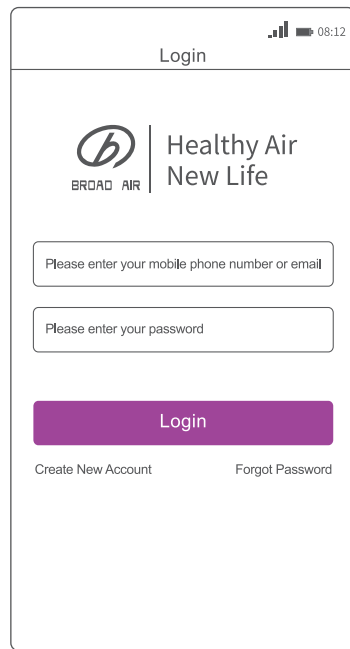 08:12
Login
Healthy Air
BROAD AIR
New Life
Please enter your mobile phone number or email
Please enter your password
Login
Create New Account
Forgot Password